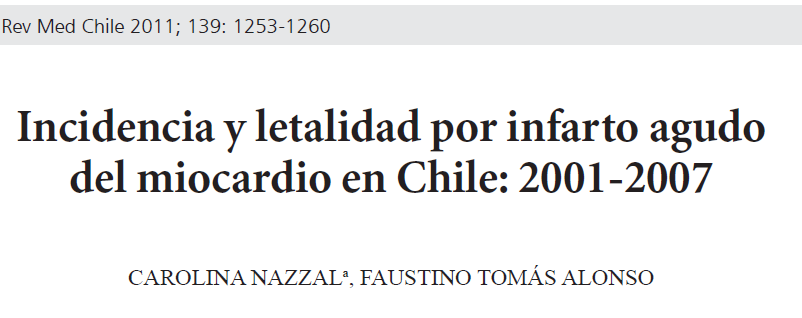 Rev Med Chile 2011; 139: 1253-1260
Incidencia y letalidad por infarto agudo
del miocardio en Chile: 2001-2007
CAROLINA NAZZALª, FAUSTINO TOMÁS ALONSO